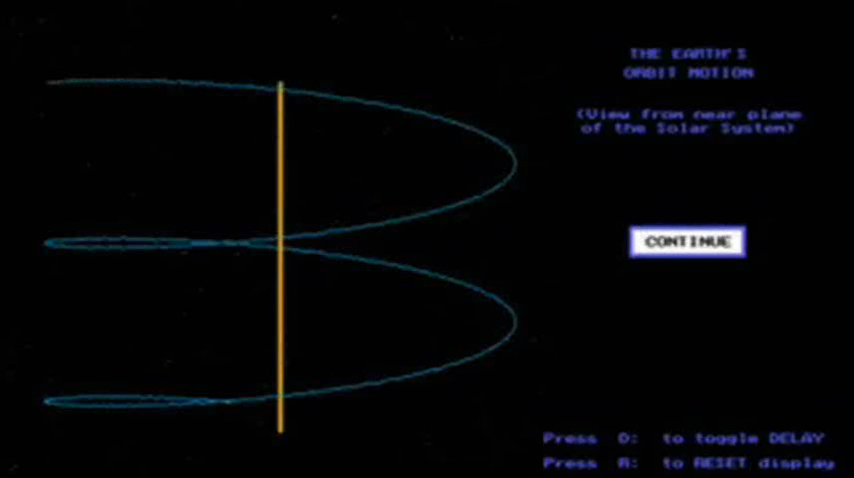 THE EARTH'S
ORBIT MOTION
(View from near plane
of the Solar System)
CONTINUE
Press D: to toggle DELAY
Press R: to RESET display